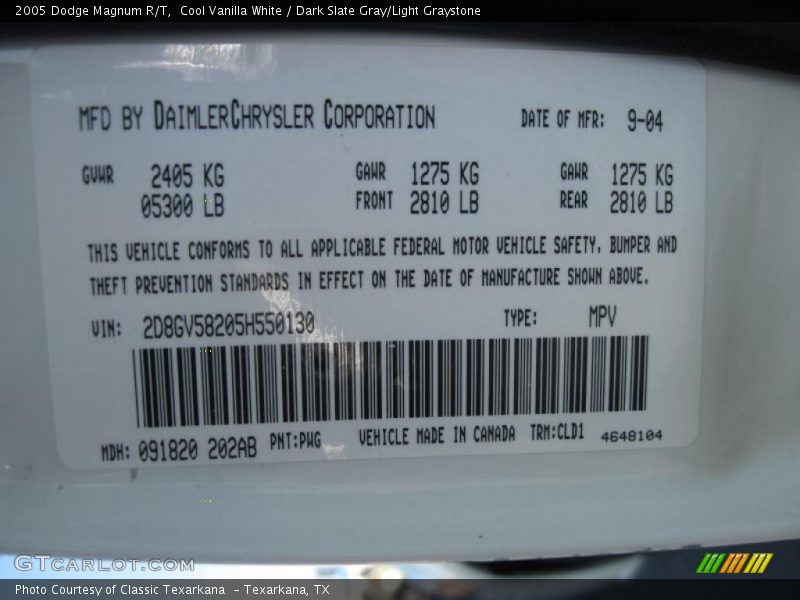 2005 Dodge Magnum R/T,  Cool Vanilla White / Dark Slate Gray/Light Graystone
MFD BY DAIMLERCHRYSLER CORPORATION DATE OF MFR: 9-04
GVWR 2405 KG GAWR 1275 KG GAWR 1275 KG
05300 LB FRONT 2810 LB REAR 2810 LB
THIS VEHICLE CONFORMS TO ALL APPLICABLE FEDERAL MOTOR VEHICLE SAFETY, BUMPER AND
THEFT PREVENTION STANDARDS IN EFFECT ON THE DATE OF MANUFACTURE SHOWN ABOVE.
VIN: 2D8GV58205H550130 TYPE: MPV
MDH: 091820 202AB PNT:PWG VEHICLE MADE IN CANADA TRM:CLD1 4648104
GTCARLOT.COM
Photo Courtesy of Classic Texarkana  - Texarkana, TX